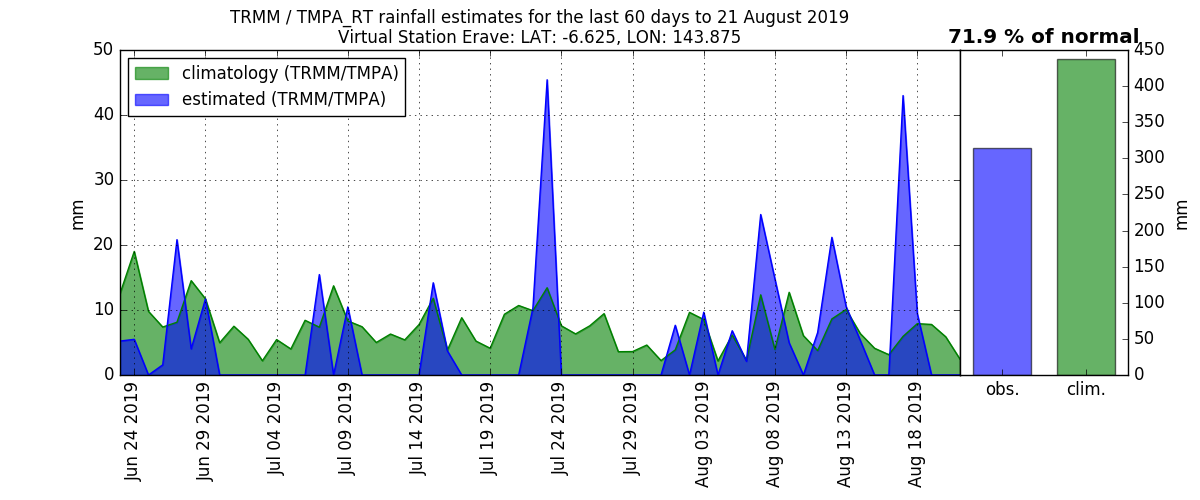 TRMM / TMPA_RT rainfall estimates for the last 60 days to 21 August 2019
Virtual Station Erave: LAT: -6.625, LON: 143.875
71.9 % of normal
climatology (TRMM/TMPA)
estimated (TRMM/TMPA)
50
40
30
20
10
0
mm
Jun 24 2019
Jun 29 2019
Jul 04 2019
Jul 09 2019
Jul 14 2019
Jul 19 2019
Jul 24 2019
Jul 29 2019
Aug 03 2019
Aug 08 2019
Aug 13 2019
Aug 18 2019
450
400
350
300
250
200
150
100
50
0
mm
obs.
clim.